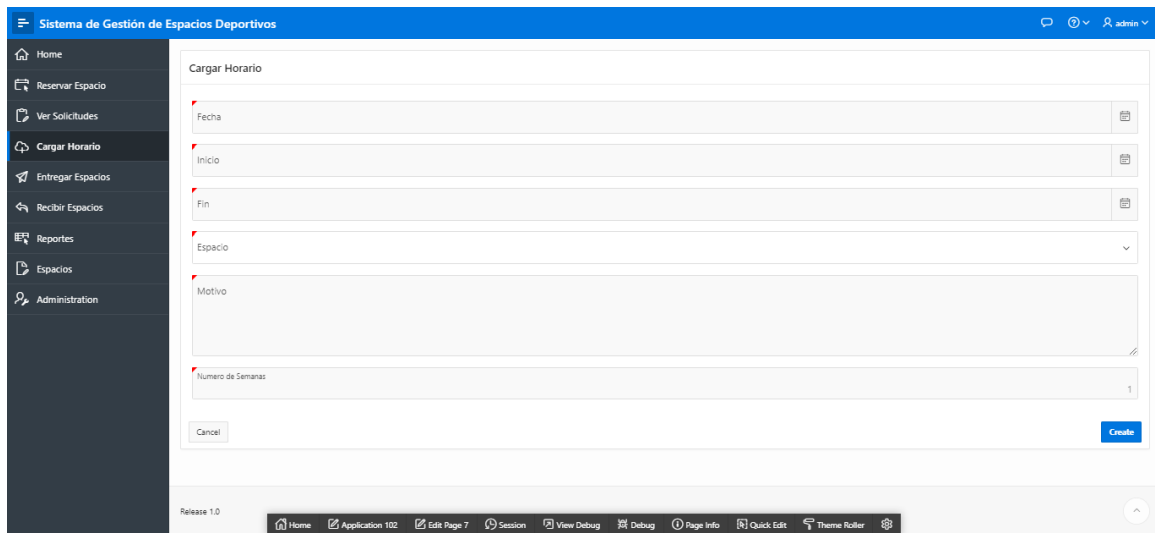 Sistema de Gestión de Espacios Deportivos
admin
Home
Reservar Espacio
Ver Solicitudes
Cargar Horario
Entregar Espacios
Recibir Espacios
Reportes
Espacios
Administration
Cargar Horario
Fecha
Inicio
Fin
Espacio
Motivo
Numero de Semanas
1
Cancel
Create
Release 1.0
Home Application 102 Edit Page 7 Session View Debug Debug Page Info Quick Edit Theme Roller